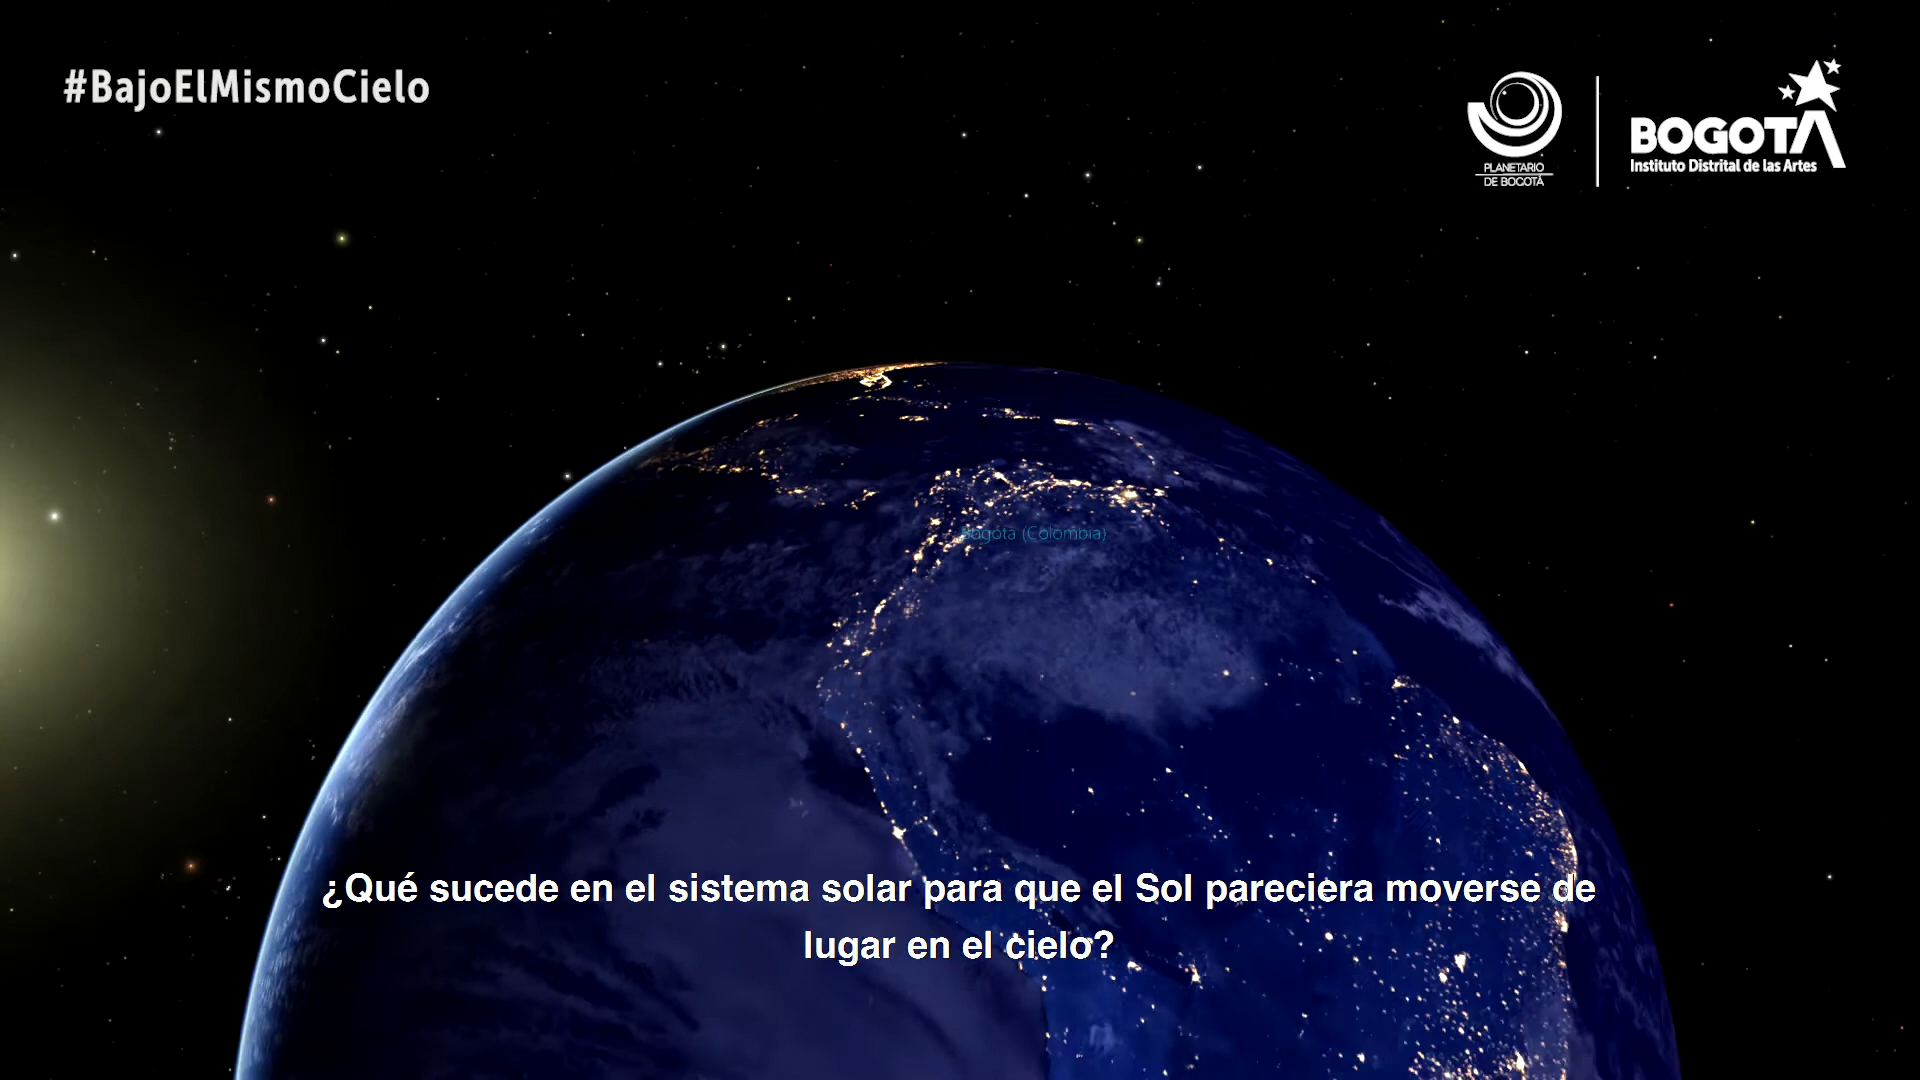 #BajoElMismoCielo
PLANETARIO
DE BOGOTÁ
BOGOTÁ
Instituto Distrital de las Artes
Bogóta (Colombia)
¿Qué sucede en el sistema solar para que el Sol pareciera moverse de
lugar en el cielo?